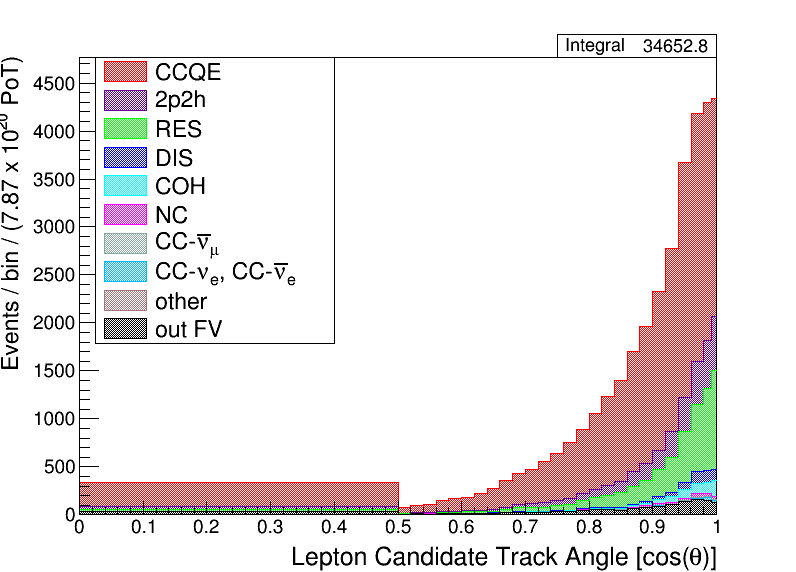 Integral 34652.8
CCQE
2p2h
RES
DIS
COH
NC
CC-ν̅μ
CC-νe, CC-ν̅e
other
out FV
Events / bin / (7.87 x 10²⁰ PoT)
4500
4000
3500
3000
2500
2000
1500
1000
500
0
0 0.1 0.2 0.3 0.4 0.5 0.6 0.7 0.8 0.9 1
Lepton Candidate Track Angle [cos(θ)]